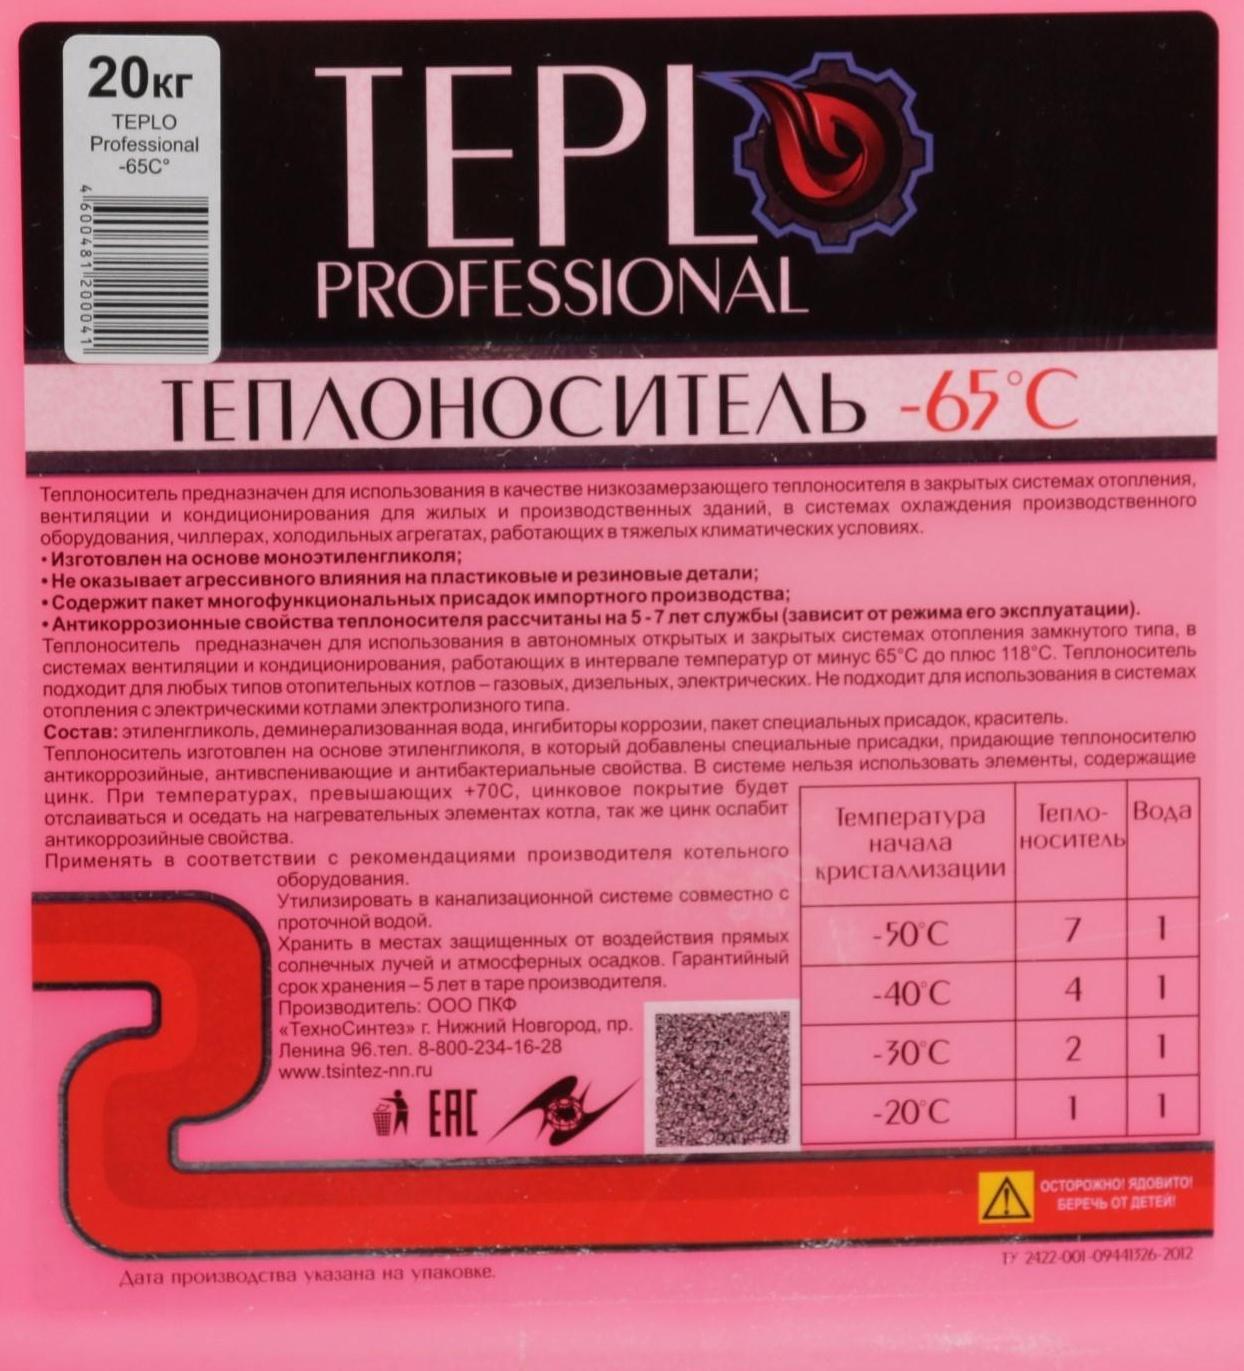 20кг
TEPLO
Professional
-65C°
4600481200041
TEPLO
PROFESSIONAL
ТЕПЛОНОСИТЕЛЬ -65°C
Теплоноситель предназначен для использования в качестве низкозамерзающего теплоносителя в закрытых системах отопления,
вентиляции и кондиционирования для жилых и производственных зданий, в системах охлаждения производственного
оборудования, чиллерах, холодильных агрегатах, работающих в тяжелых климатических условиях.
• Изготовлен на основе моноэтиленгликоля;
• Не оказывает агрессивного влияния на пластиковые и резиновые детали;
• Содержит пакет многофункциональных присадок импортного производства;
• Антикоррозионные свойства теплоносителя рассчитаны на 5 - 7 лет службы (зависит от режима его эксплуатации).
Теплоноситель предназначен для использования в автономных открытых и закрытых системах отопления замкнутого типа, в
системах вентиляции и кондиционирования, работающих в интервале температур от минус 65°С до плюс 118°С. Теплоноситель
подходит для любых типов отопительных котлов – газовых, дизельных, электрических. Не подходит для использования в системах
отопления с электрическими котлами электролизного типа.
Состав: этиленгликоль, деминерализованная вода, ингибиторы коррозии, пакет специальных присадок, краситель.
Теплоноситель изготовлен на основе этиленгликоля, в который добавлены специальные присадки, придающие теплоносителю
антикоррозийные, антивспенивающие и антибактериальные свойства. В системе нельзя использовать элементы, содержащие
цинк. При температурах, превышающих +70С, цинковое покрытие будет
отслаиваться и оседать на нагревательных элементах котла, так же цинк ослабит
антикоррозийные свойства.
Применять в соответствии с рекомендациями производителя котельного
оборудования.
Утилизировать в канализационной системе совместно с
проточной водой.
Хранить в местах защищенных от воздействия прямых
солнечных лучей и атмосферных осадков. Гарантийный
срок хранения – 5 лет в таре производителя.
Производитель: ООО ПКФ
«ТехноСинтез» г. Нижний Новгород, пр.
Ленина 96.тел. 8-800-234-16-28
www.tsintez-nn.ru
EAC
Температура начала кристаллизации Тепло-носитель Вода
-50°C 7 1
-40°C 4 1
-30°C 2 1
-20°C 1 1
ОСТОРОЖНО! ЯДОВИТО!
БЕРЕЧЬ ОТ ДЕТЕЙ!
ТУ 2422-001-09441326-2012
Дата производства указана на упаковке.